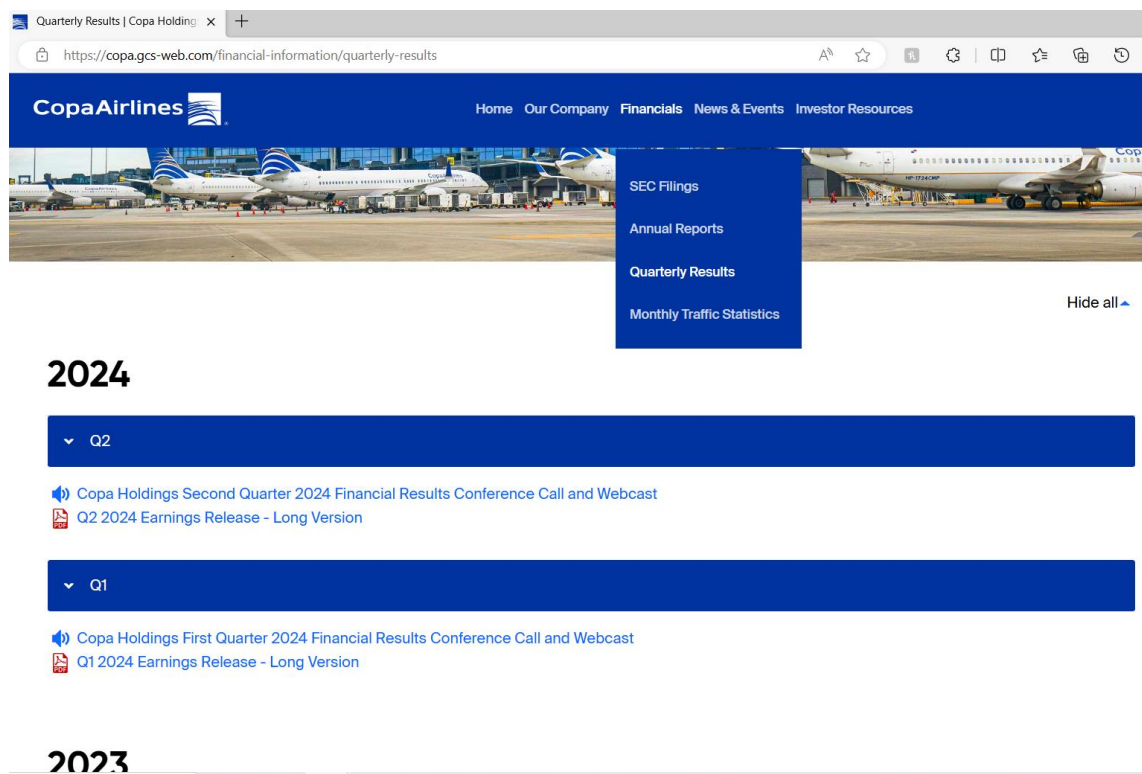 Quarterly Results | Copa Holding
https://copa.gcs-web.com/financial-information/quarterly-results
CopaAirlines
Home Our Company Financials News & Events Investor Resources
SEC Filings
Annual Reports
Quarterly Results
Monthly Traffic Statistics
HP-1724CMP
Hide all
2024
Q2
Copa Holdings Second Quarter 2024 Financial Results Conference Call and Webcast
Q2 2024 Earnings Release - Long Version
Q1
Copa Holdings First Quarter 2024 Financial Results Conference Call and Webcast
Q1 2024 Earnings Release - Long Version
2023